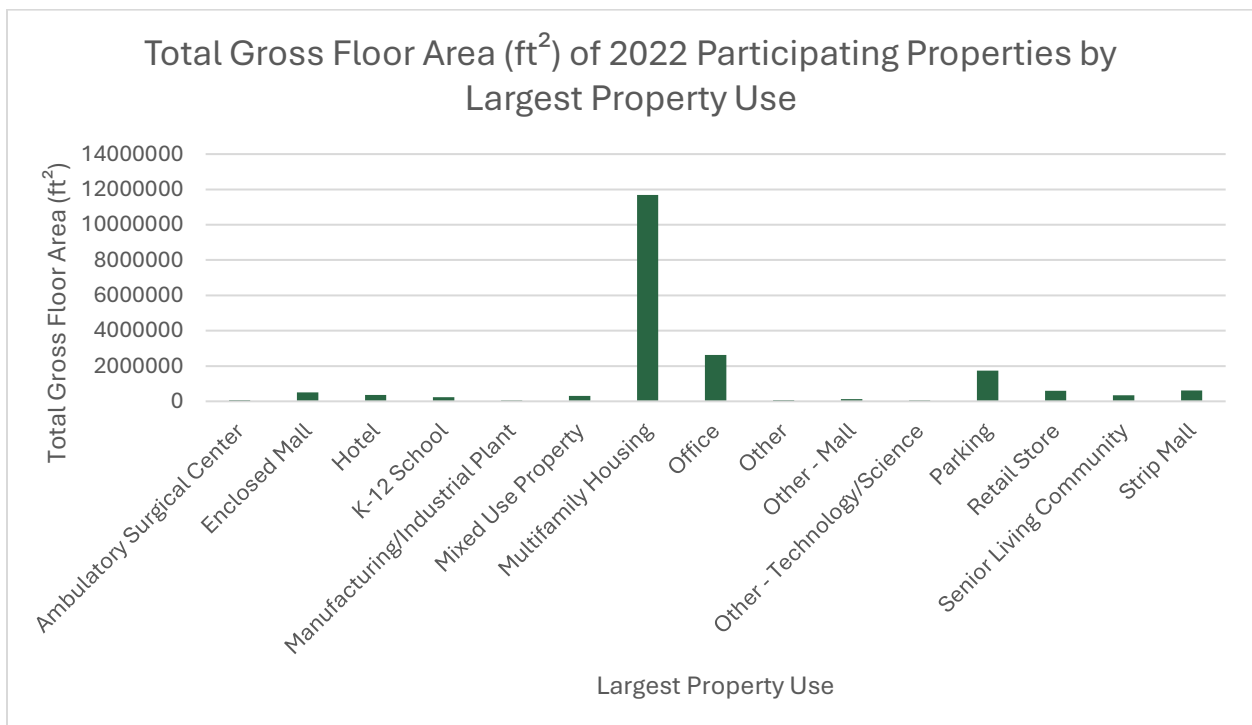 Total Gross Floor Area (ft²) of 2022 Participating Properties by
Largest Property Use
Total Gross Floor Area (ft²)
14000000
12000000
10000000
8000000
6000000
4000000
2000000
0
Ambulatory Surgical Center
Enclosed Mall
Hotel
K-12 School
Manufacturing/Industrial Plant
Mixed Use Property
Multifamily Housing
Office
Other
Other - Mall
Other - Technology/Science
Parking
Retail Store
Senior Living Community
Strip Mall
Largest Property Use